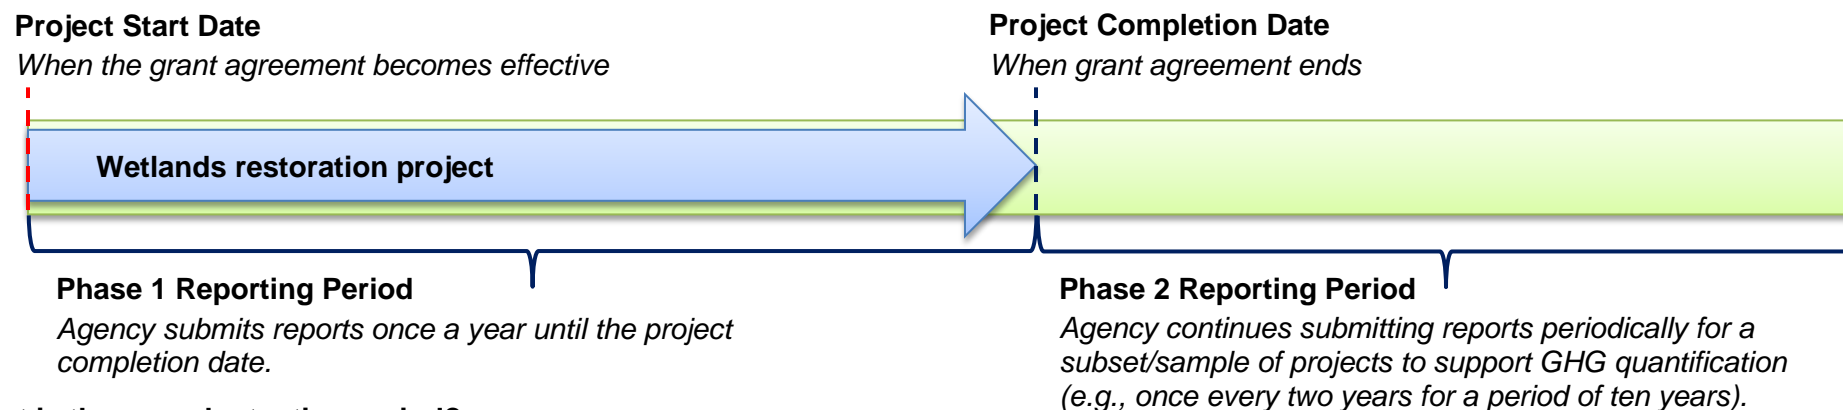 Project Start Date
When the grant agreement becomes effective
Project Completion Date
When grant agreement ends
Wetlands restoration project
Phase 1 Reporting Period
Agency submits reports once a year until the project
completion date.
Phase 2 Reporting Period
Agency continues submitting reports periodically for a
subset/sample of projects to support GHG quantification
(e.g., once every two years for a period of ten years).